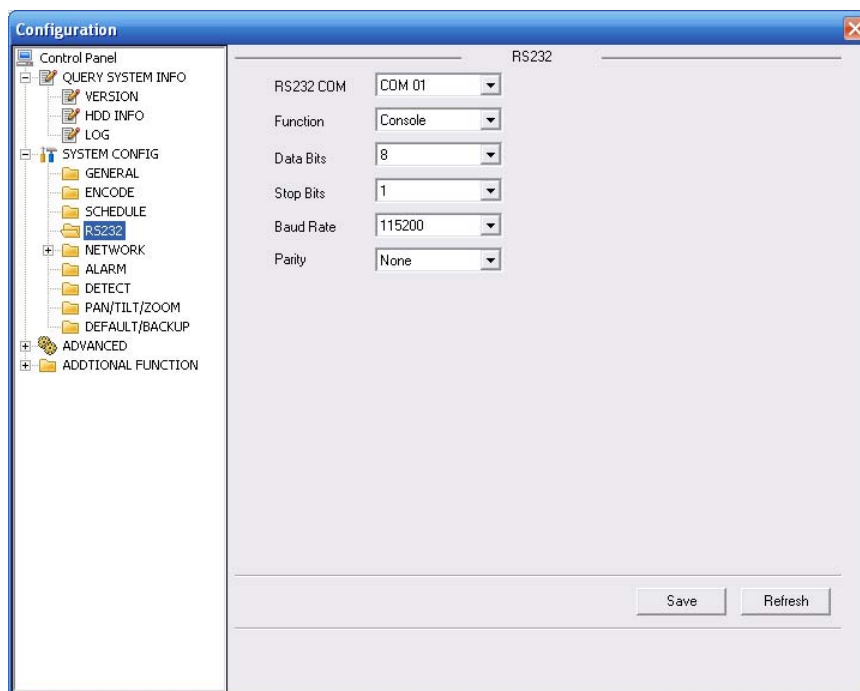 Configuration
Control Panel
QUERY SYSTEM INFO
VERSION
HDD INFO
LOG
SYSTEM CONFIG
GENERAL
ENCODE
SCHEDULE
RS232
NETWORK
ALARM
DETECT
PAN/TILT/ZOOM
DEFAULT/BACKUP
ADVANCED
ADDTIONAL FUNCTION
RS232
RS232 COM COM 01
Function Console
Data Bits 8
Stop Bits 1
Baud Rate 115200
Parity None
Save Refresh